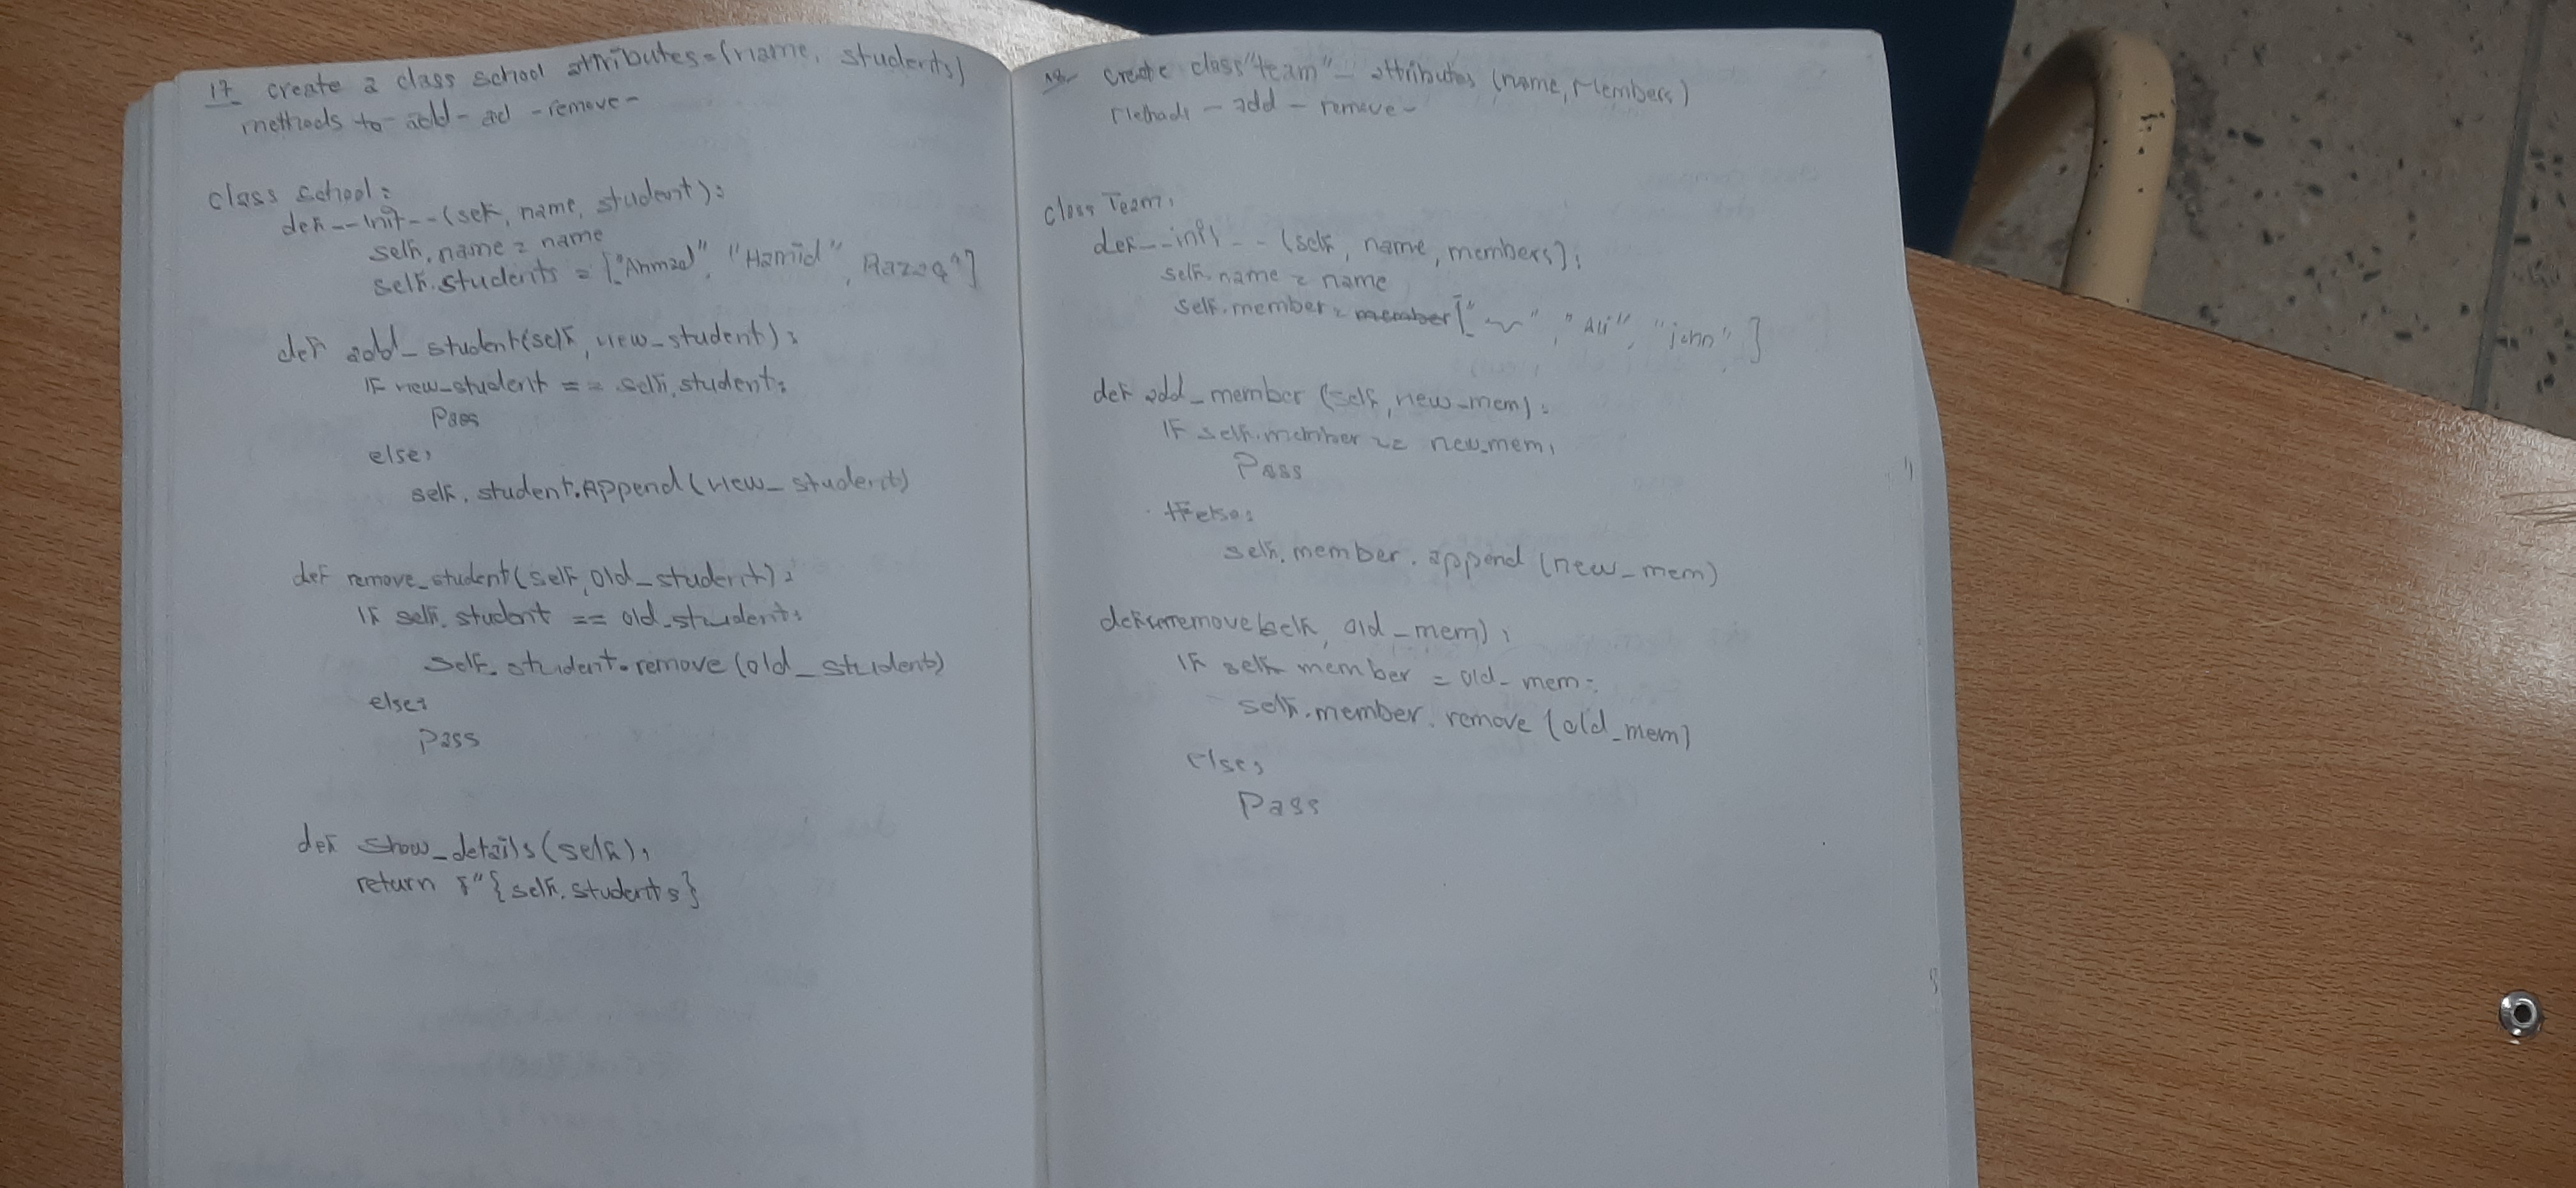 17- create a class school attributes=(name, students)
methods to - add - ad - remove -
class school:
def __init__(self, name, student):
self.name = name
self.students = ["Ahmad", "Hamid", Razaq"]
def add_student(self, new_student):
if new_student == self.student:
pass
else:
self.student.Append(new_student)
def remove_student(self, old_student):
if self.student == old_student:
self.student.remove(old_student)
else:
pass
def show_details(self):
return f"{self.students}
18- create class "team" - attributes (name, Members)
Methods - add - remove -
class Team:
def __init__(self, name, members):
self.name = name
self.member = ["", "Ali", "john"]
def add_member (self, new_mem):
if self.member == new_mem:
Pass
else:
self.member.append(new_mem)
def remove(self, old_mem):
if self member = old_mem:
self.member.remove(old_mem)
else:
Pass